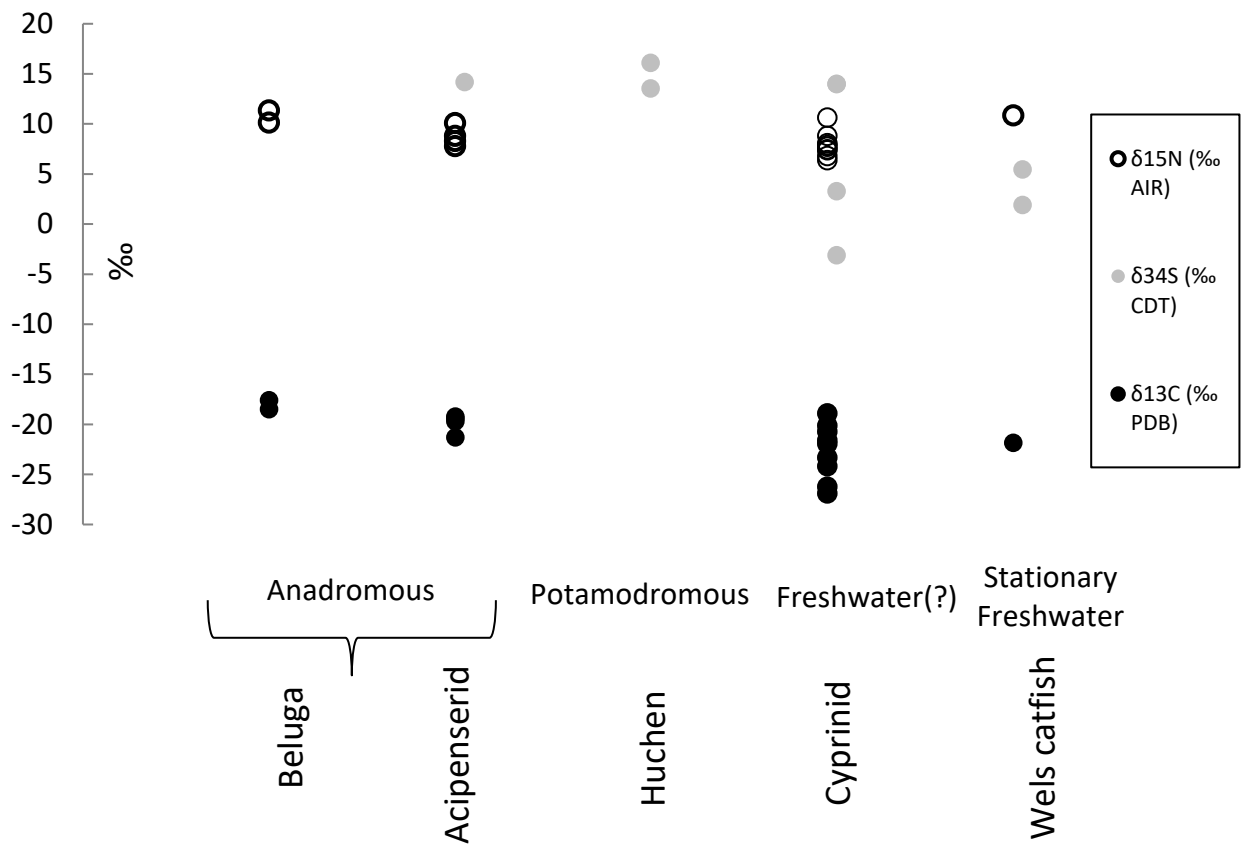 20
15
10
5
0
-5
-10
-15
-20
-25
-30
‰
δ15N (‰
AIR)
δ34S (‰
CDT)
δ13C (‰
PDB)
Anadromous
Potamodromous
Freshwater(?)
Stationary
Freshwater
Beluga
Acipenserid
Huchen
Cyprinid
Wels catfish